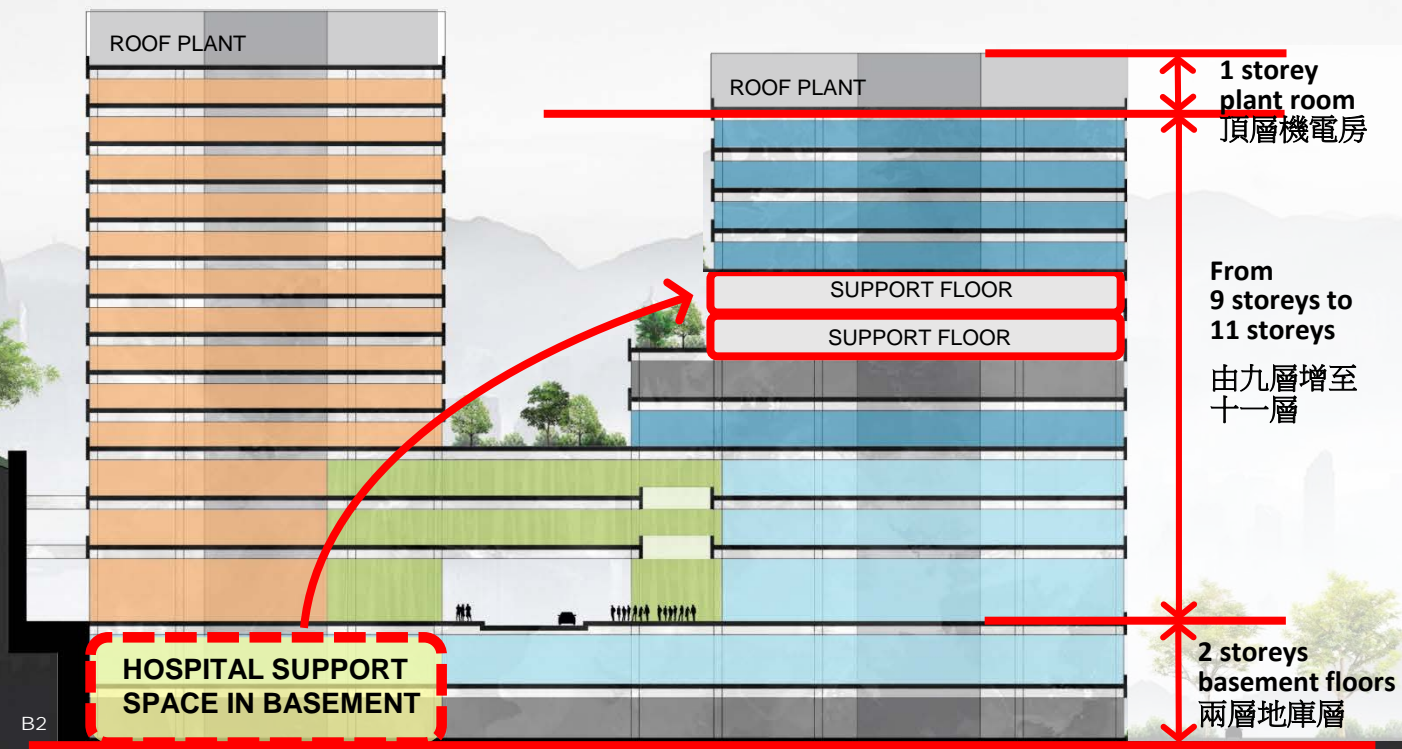 ROOF PLANT
ROOF PLANT
1 storey
plant room
頂層機電房
SUPPORT FLOOR
SUPPORT FLOOR
From
9 storeys to
11 storeys
由九層增至
十一層
HOSPITAL SUPPORT
SPACE IN BASEMENT
2 storeys
basement floors
兩層地庫層
B2